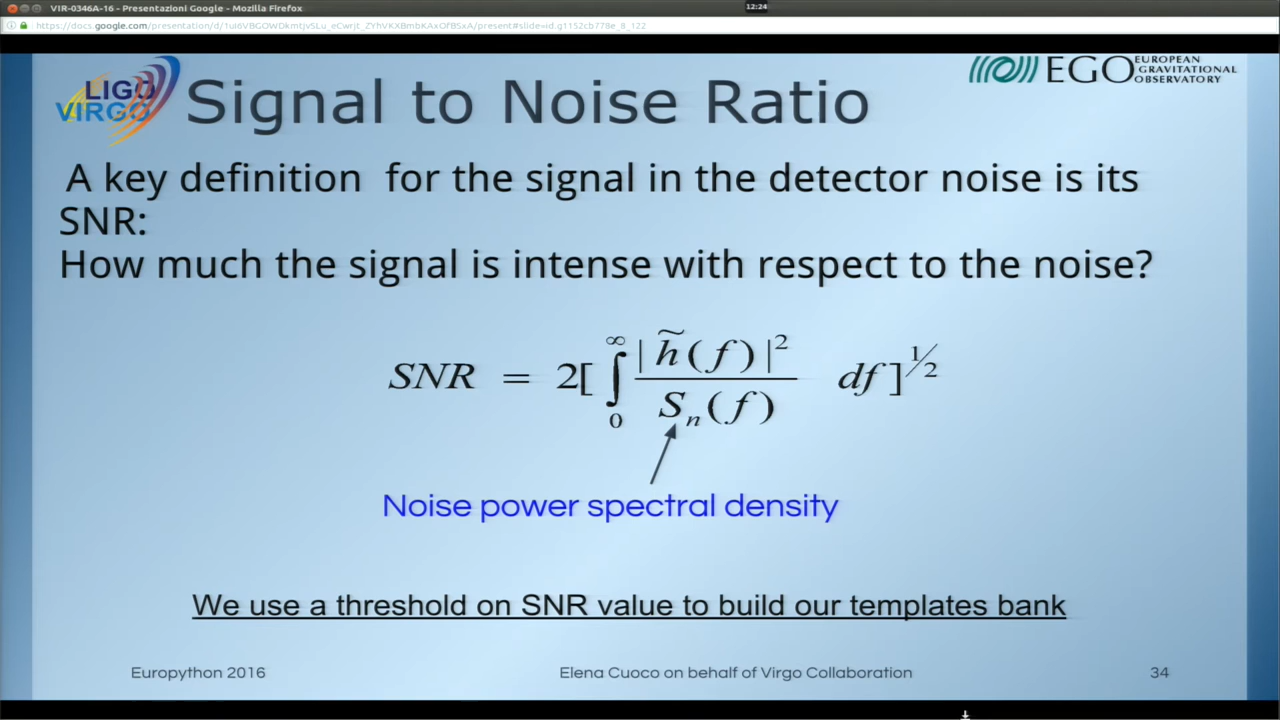 VIR-0346A-16 - Presentazioni Google - Mozilla Firefox
12:24
LIGO
VIRGO
Signal to Noise Ratio
EGO EUROPEAN
GRAVITATIONAL
OBSERVATORY
A key definition for the signal in the detector noise is its
SNR:
How much the signal is intense with respect to the noise?
SNR = 2[ ∫₀^∞ |h̃(f)|² / Sₙ(f) df ]^½
Noise power spectral density
We use a threshold on SNR value to build our templates bank
Europython 2016
Elena Cuoco on behalf of Virgo Collaboration
34